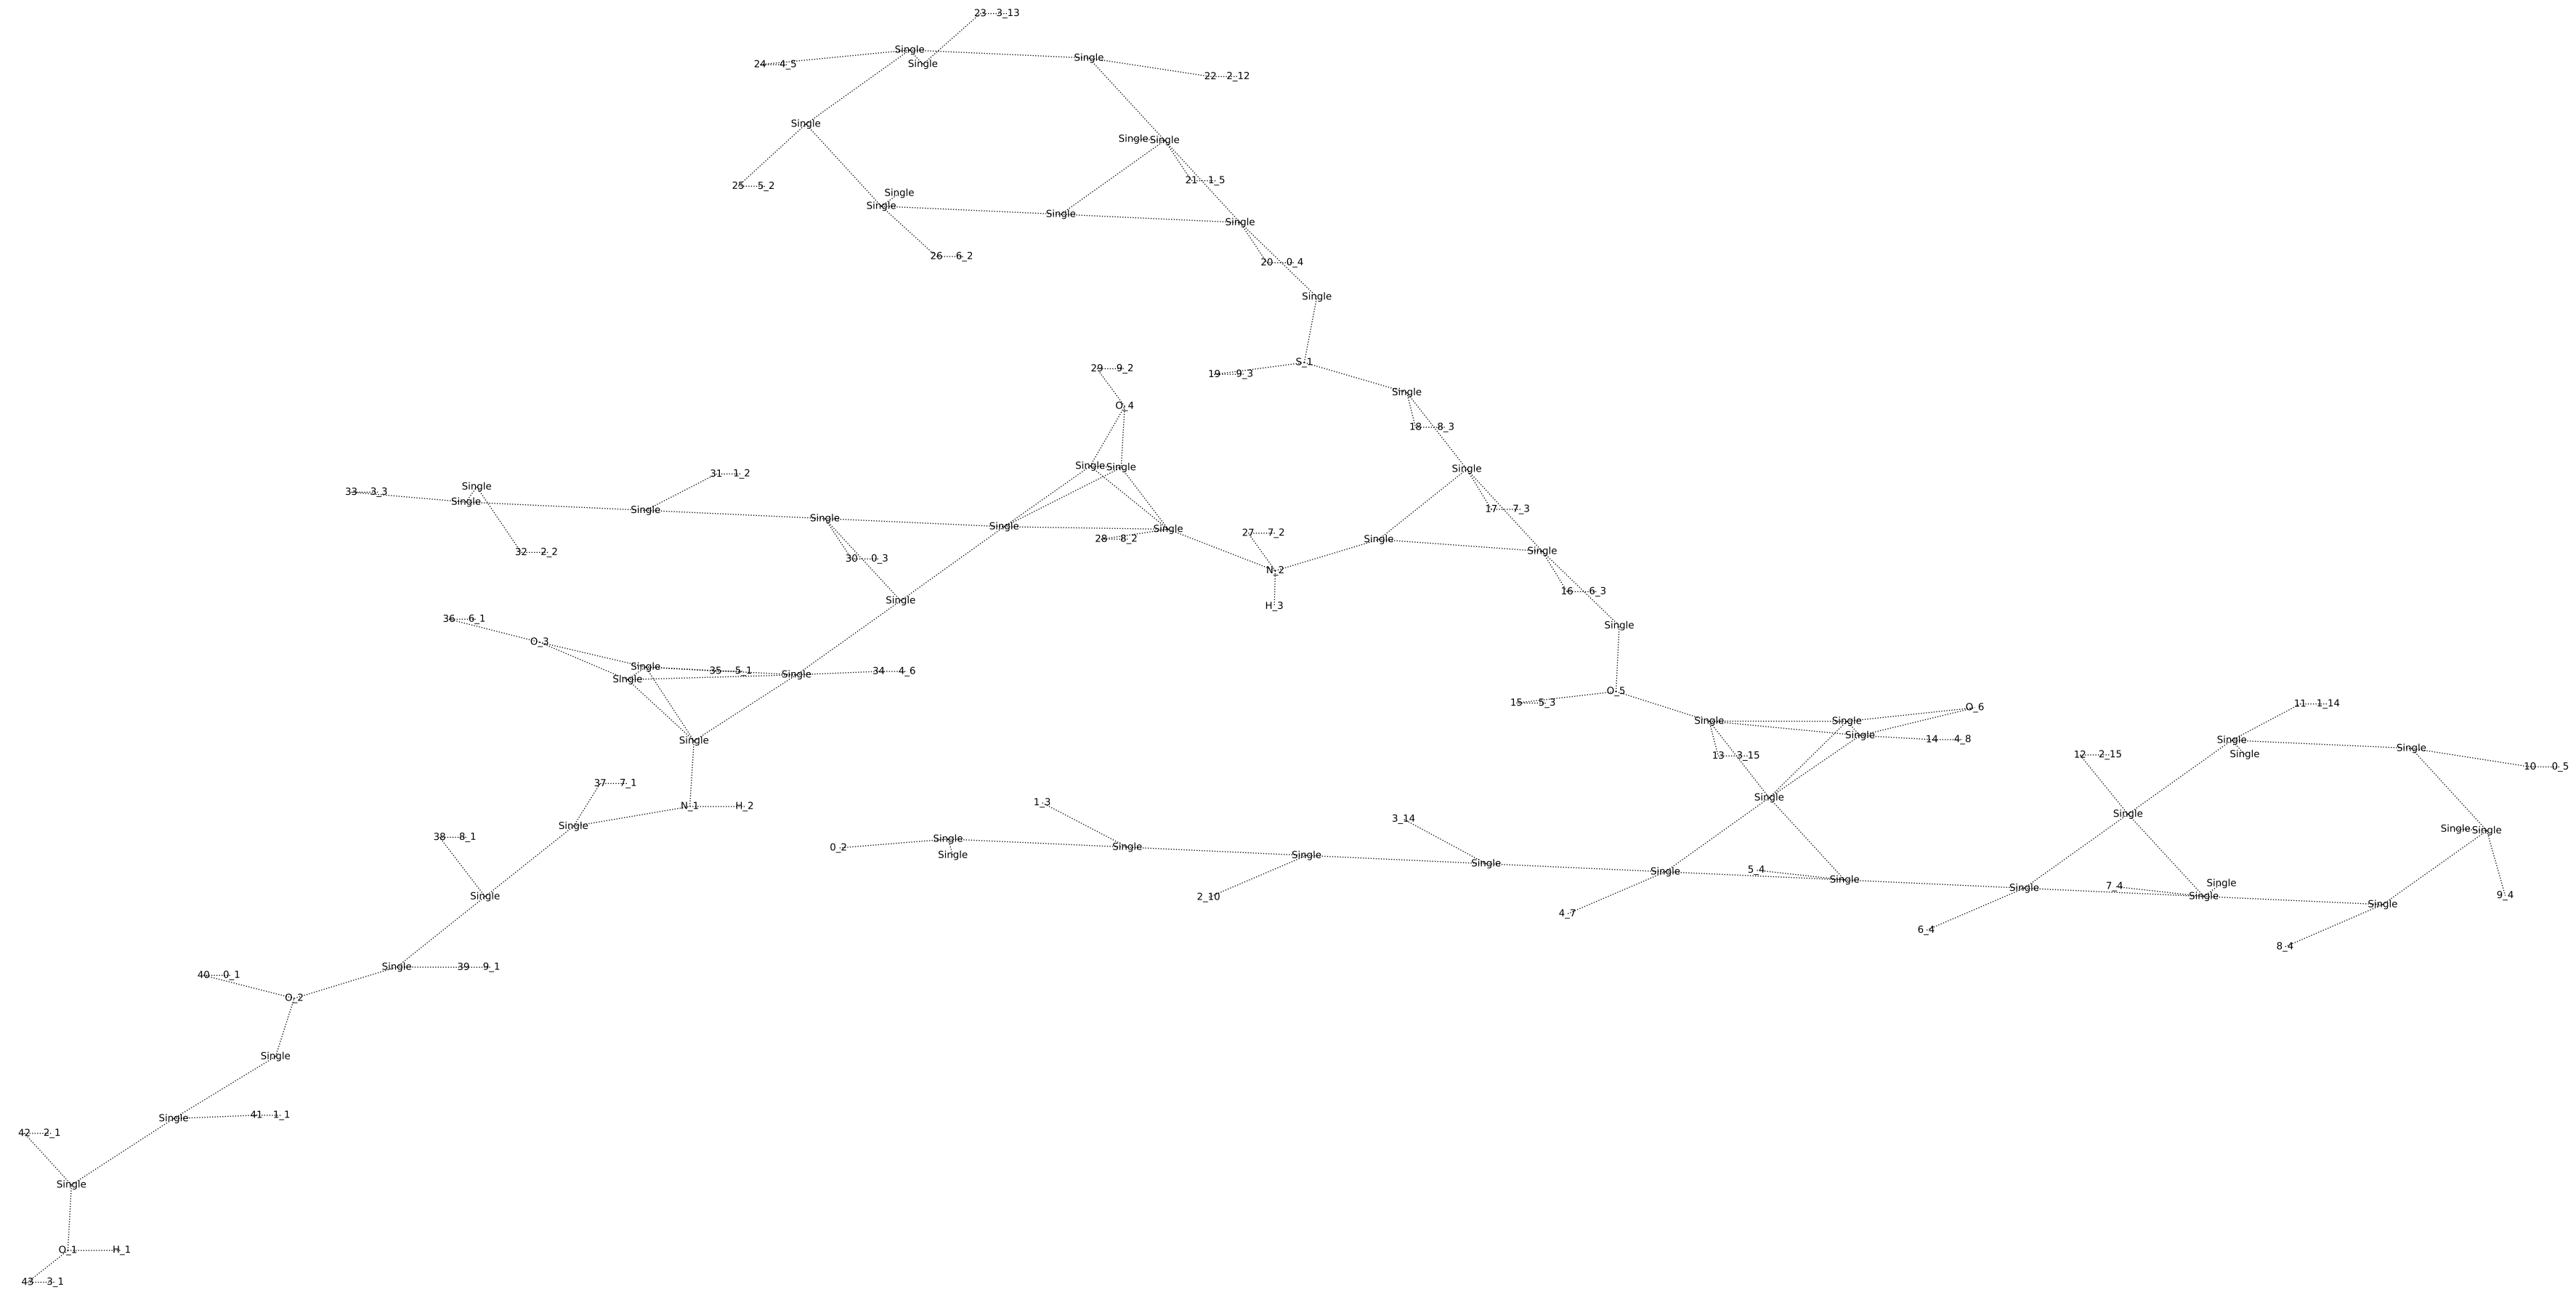 23 3_13
Single
Single
24 4_5
Single
22 2_12
Single
Single
Single
21 1_5
25 5_2
Single
Single
Single
Single
26 6_2
20 0_4
Single
S_1
29 9_2
19 9_3
Single
O_4
18 8_3
Single
Single
31 1_2
Single
33 3_3
Single
Single
Single
Single
Single
Single
17 7_3
27 7_2
28 8_2
Single
Single
32 2_2
30 0_3
N_2
16 6_3
Single
H_3
36 6_1
Single
O_3
Single
35 5_1
34 4_6
Single
Single
O_5
15 5_3
11 1_14
O_6
Single
Single
Single
14 4_8
Single
Single
Single
Single
13 3_15
12 2_15
10 0_5
37 7_1
Single
N_1
H_2
1_3
Single
3_14
Single
Single
Single
38 8_1
Single
0_2
Single
Single
Single
Single
Single
5_4
Single
Single
7_4
Single
Single
Single
2_10
9_4
Single
4_7
6_4
8_4
Single
39 9_1
40 0_1
O_2
Single
Single
41 1_1
42 2_1
Single
O_1
H_1
43 3_1